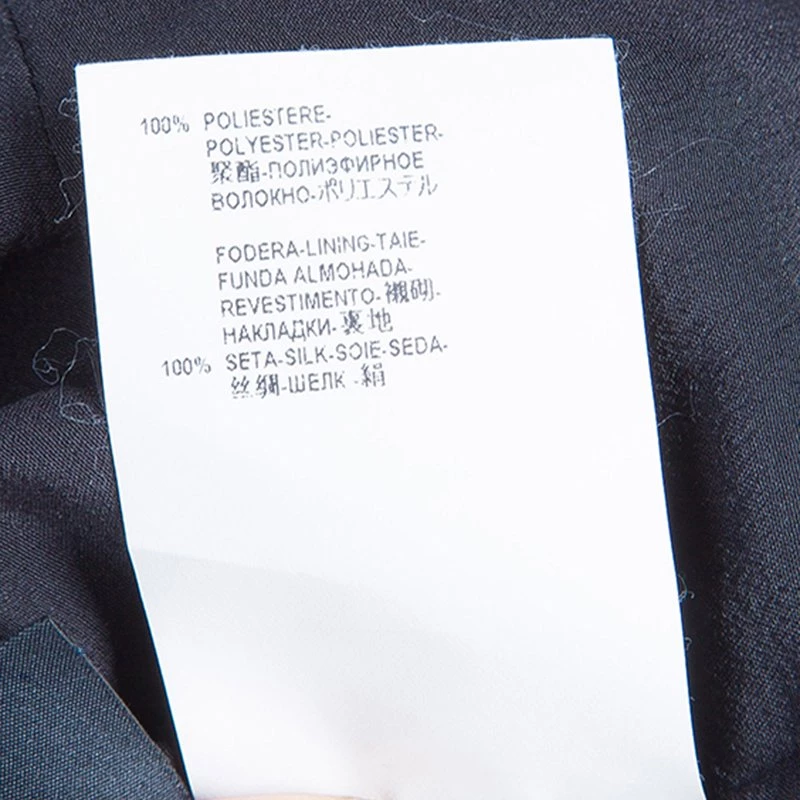 100% POLIESTERE-
POLYESTER-POLIESTER-
聚酯-ПОЛИЭФИРНОЕ
ВОЛОКНО-ポリエステル
FODERA-LINING-TAIE-
FUNDA ALMOHADA-
REVESTIMENTO-襯砌-
НАКЛАДКИ-裏地
100% SETA-SILK-SOIE-SEDA-
丝綢-ШЕЛК-絹